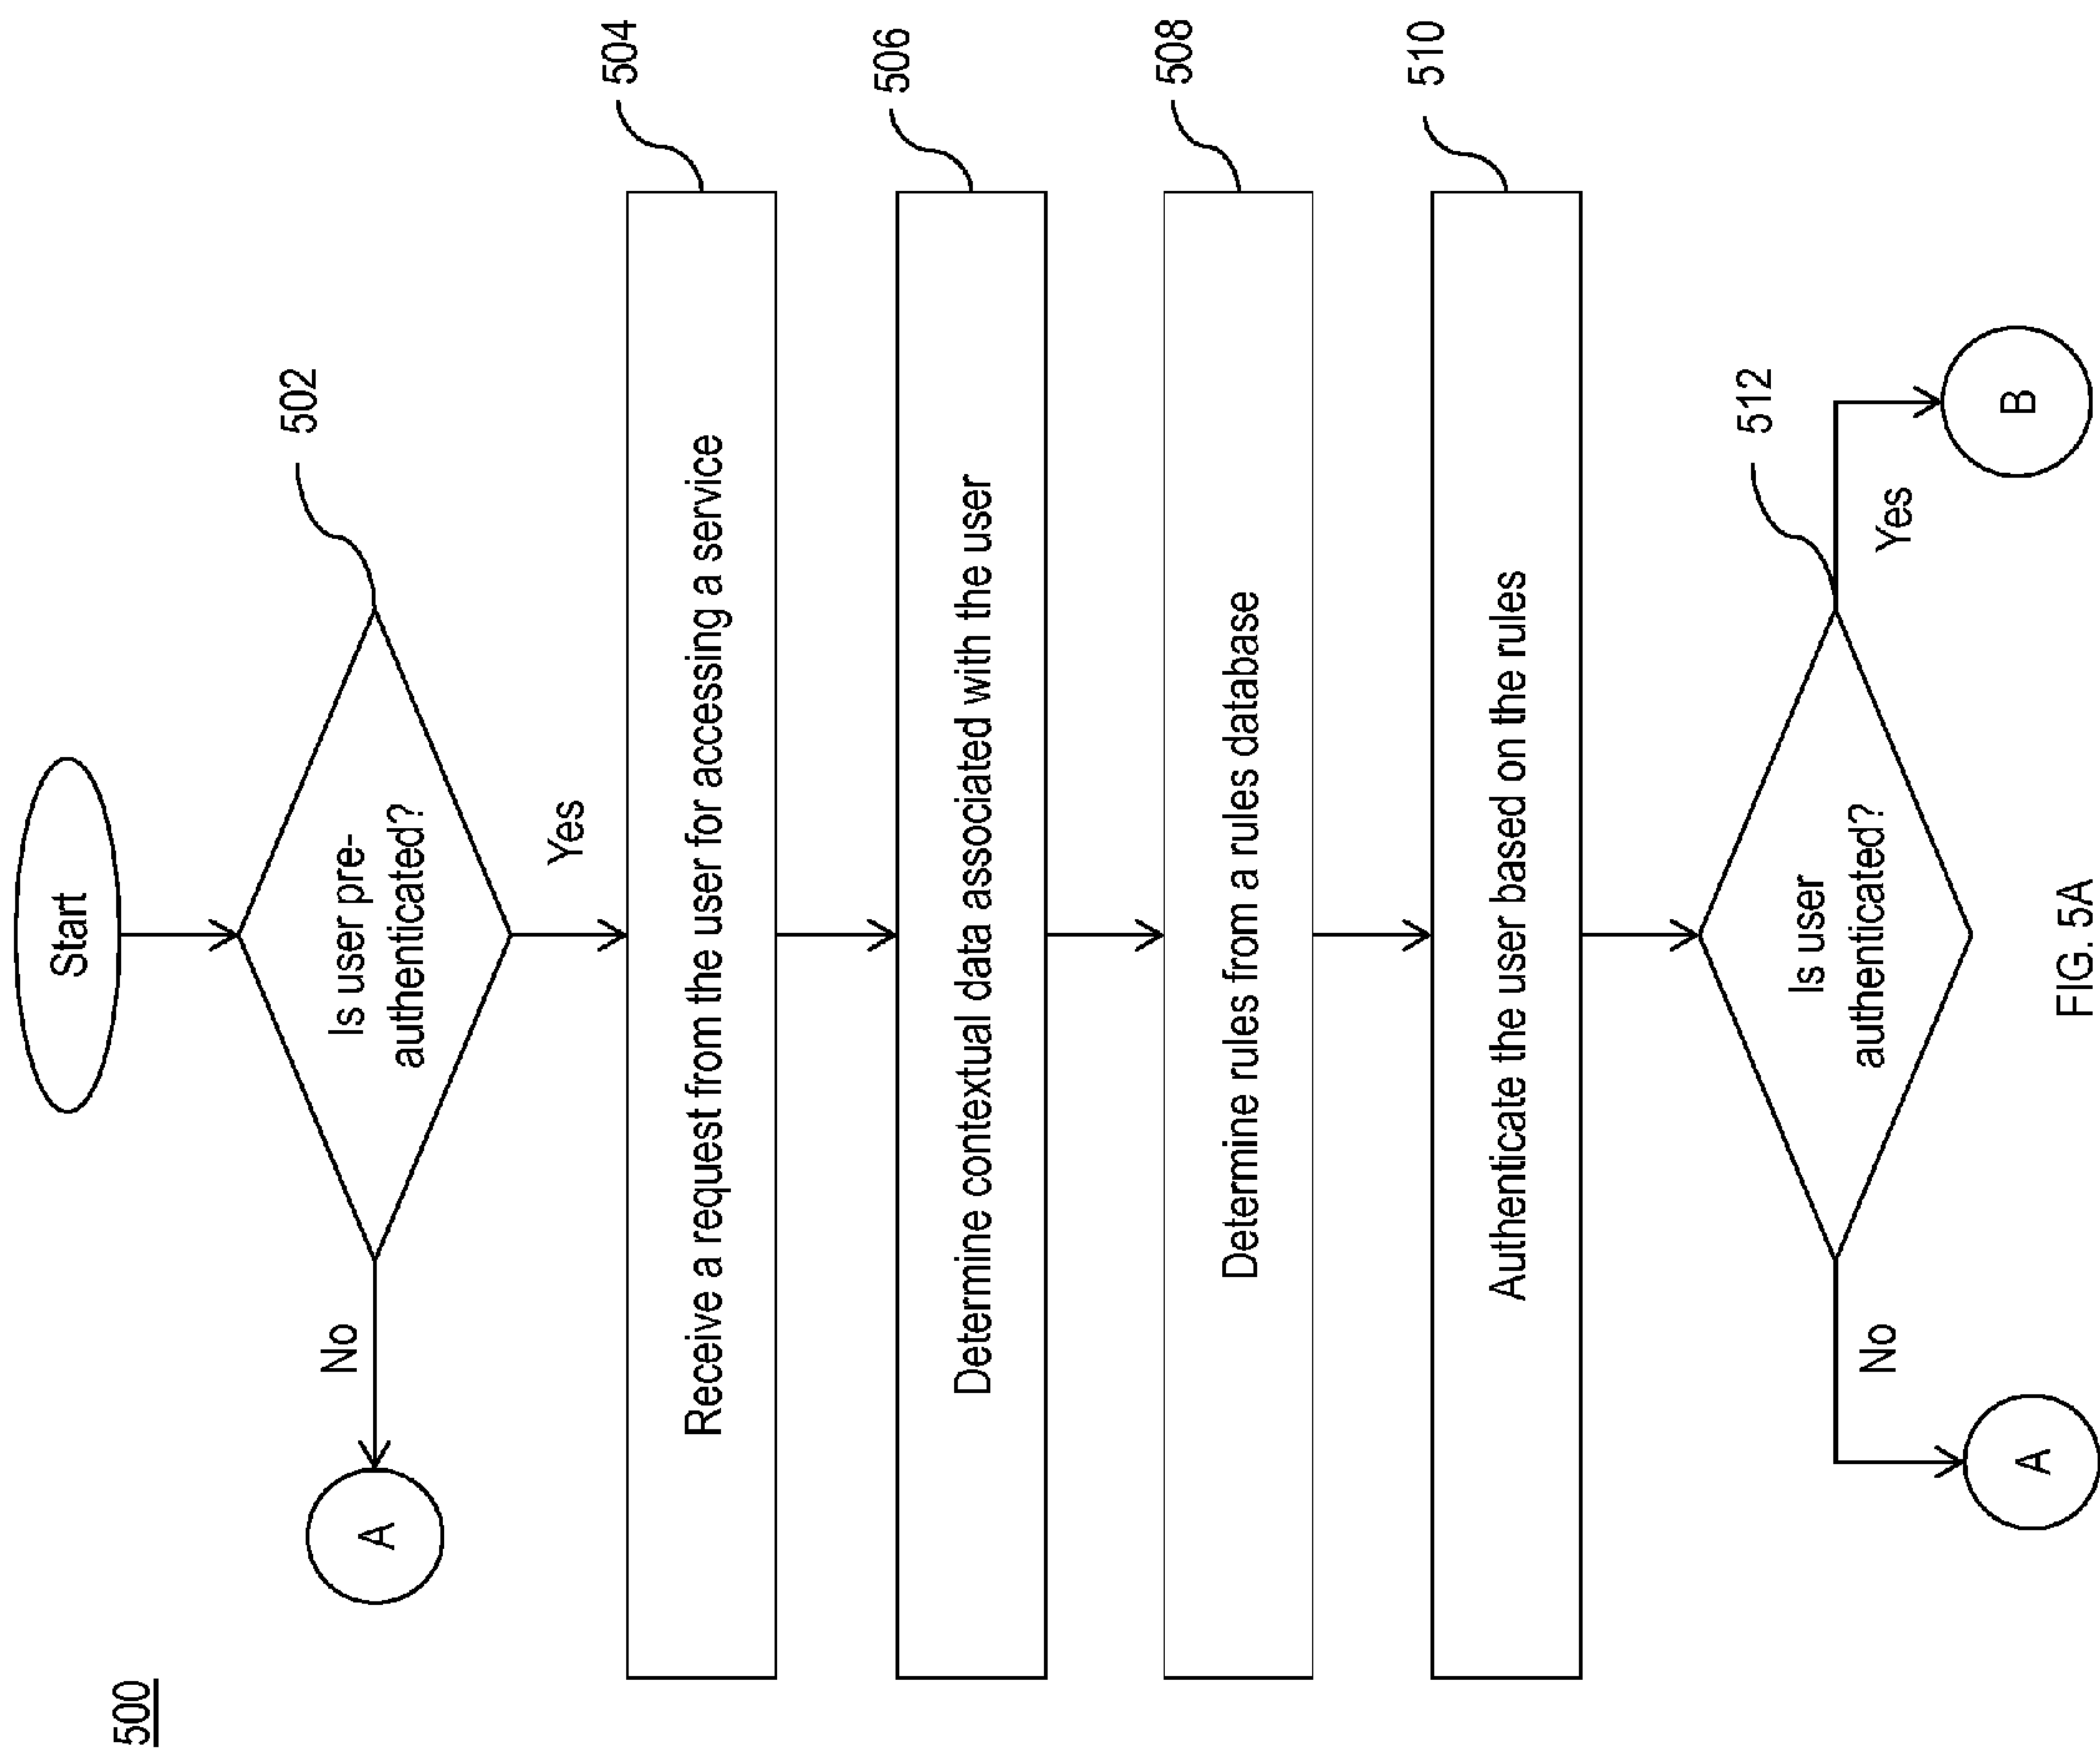 500
Start
502
Is user pre-
authenticated?
No
A
Yes
504
Receive a request from the user for accessing a service
506
Determine contextual data associated with the user
508
Determine rules from a rules database
510
Authenticate the user based on the rules
512
Is user
authenticated?
No
Yes
A
B
FIG. 5A